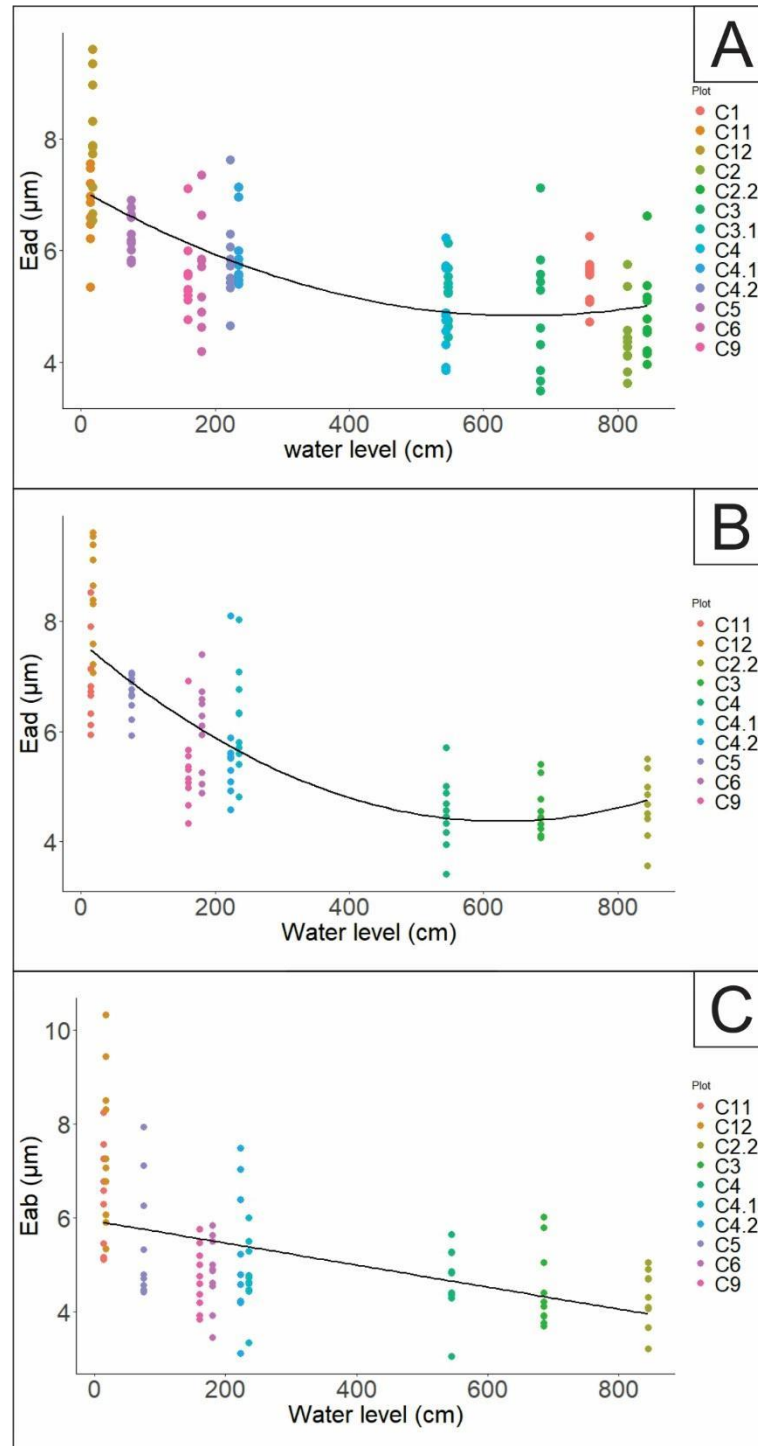 A
Plot
C1
C11
C12
C2
C2.2
C3
C3.1
C4
C4.1
C4.2
C5
C6
C9
Ead (µm)
8
6
4
0 200 400 600 800
water level (cm)
B
Plot
C11
C12
C2.2
C3
C4
C4.1
C4.2
C5
C6
C9
Ead (µm)
8
6
4
0 200 400 600 800
Water level (cm)
C
Plot
C11
C12
C2.2
C3
C4
C4.1
C4.2
C5
C6
C9
Eab (µm)
10
8
6
4
0 200 400 600 800
Water level (cm)